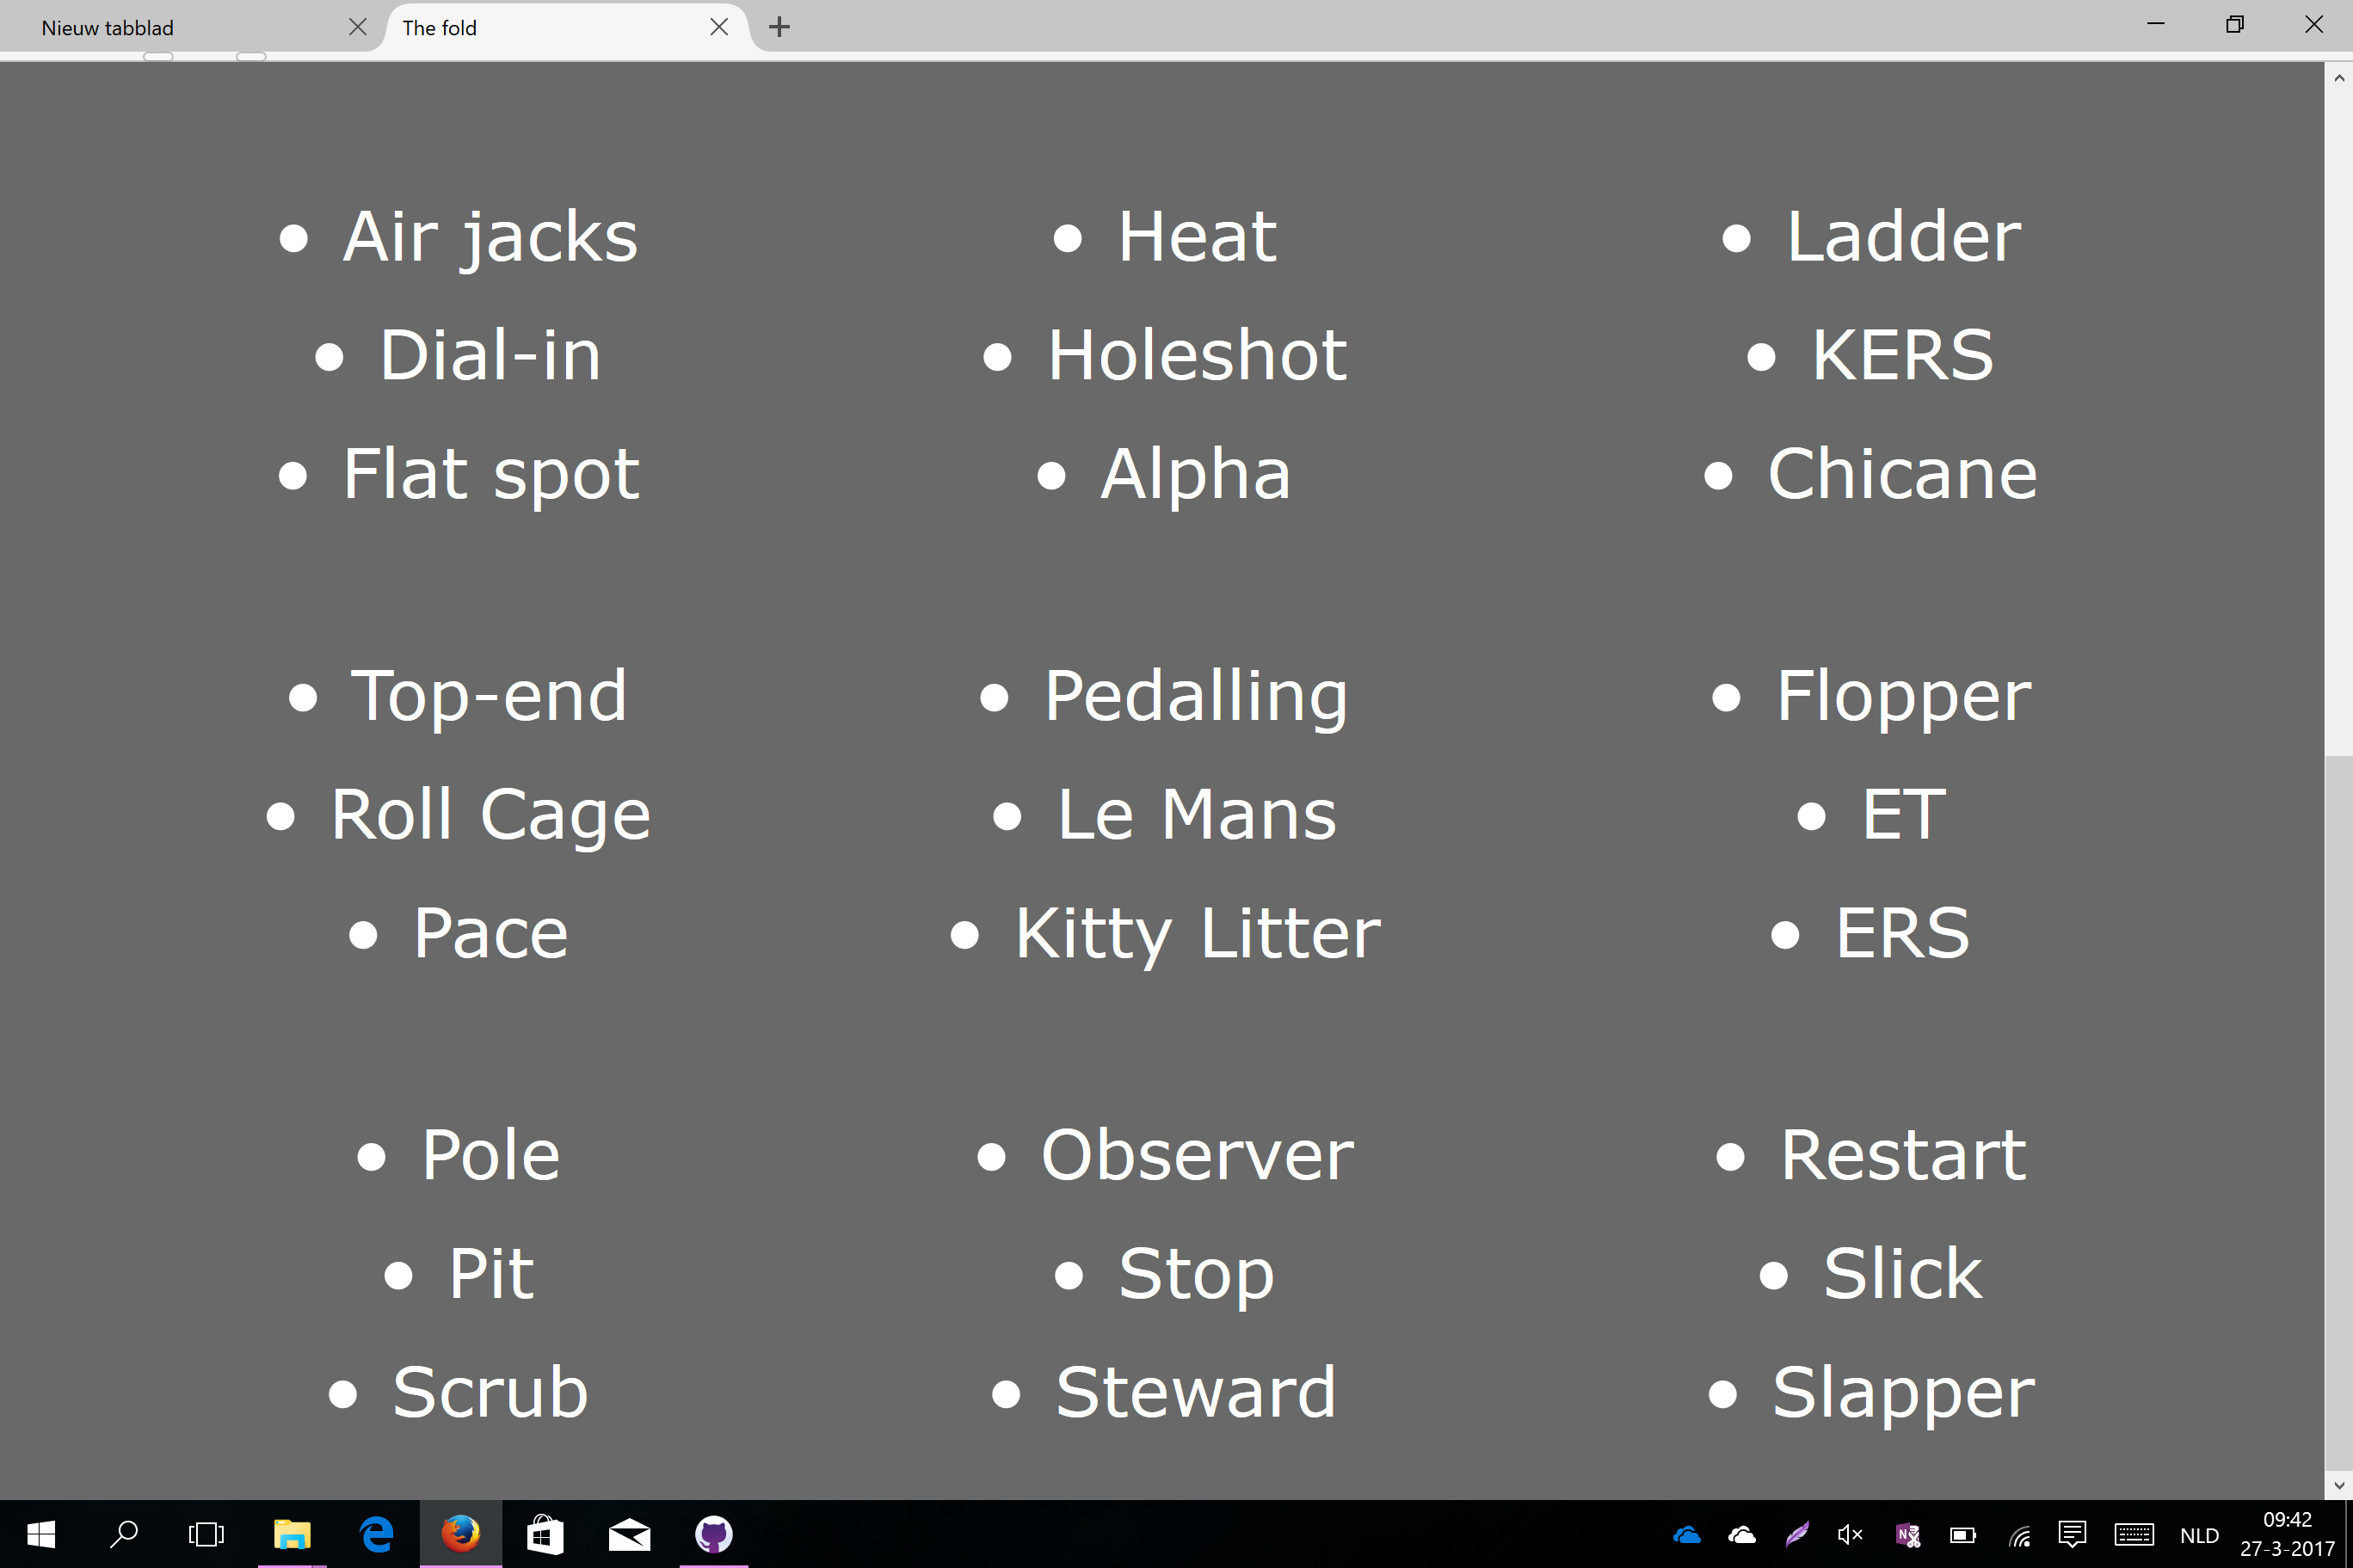 Nieuw tabblad
The fold
Air jacks
Dial-in
Flat spot
Heat
Holeshot
Alpha
Ladder
KERS
Chicane
Top-end
Roll Cage
Pace
Pedalling
Le Mans
Kitty Litter
Flopper
ET
ERS
Pole
Pit
Scrub
Observer
Stop
Steward
Restart
Slick
Slapper
NLD
09:42
27-3-2017